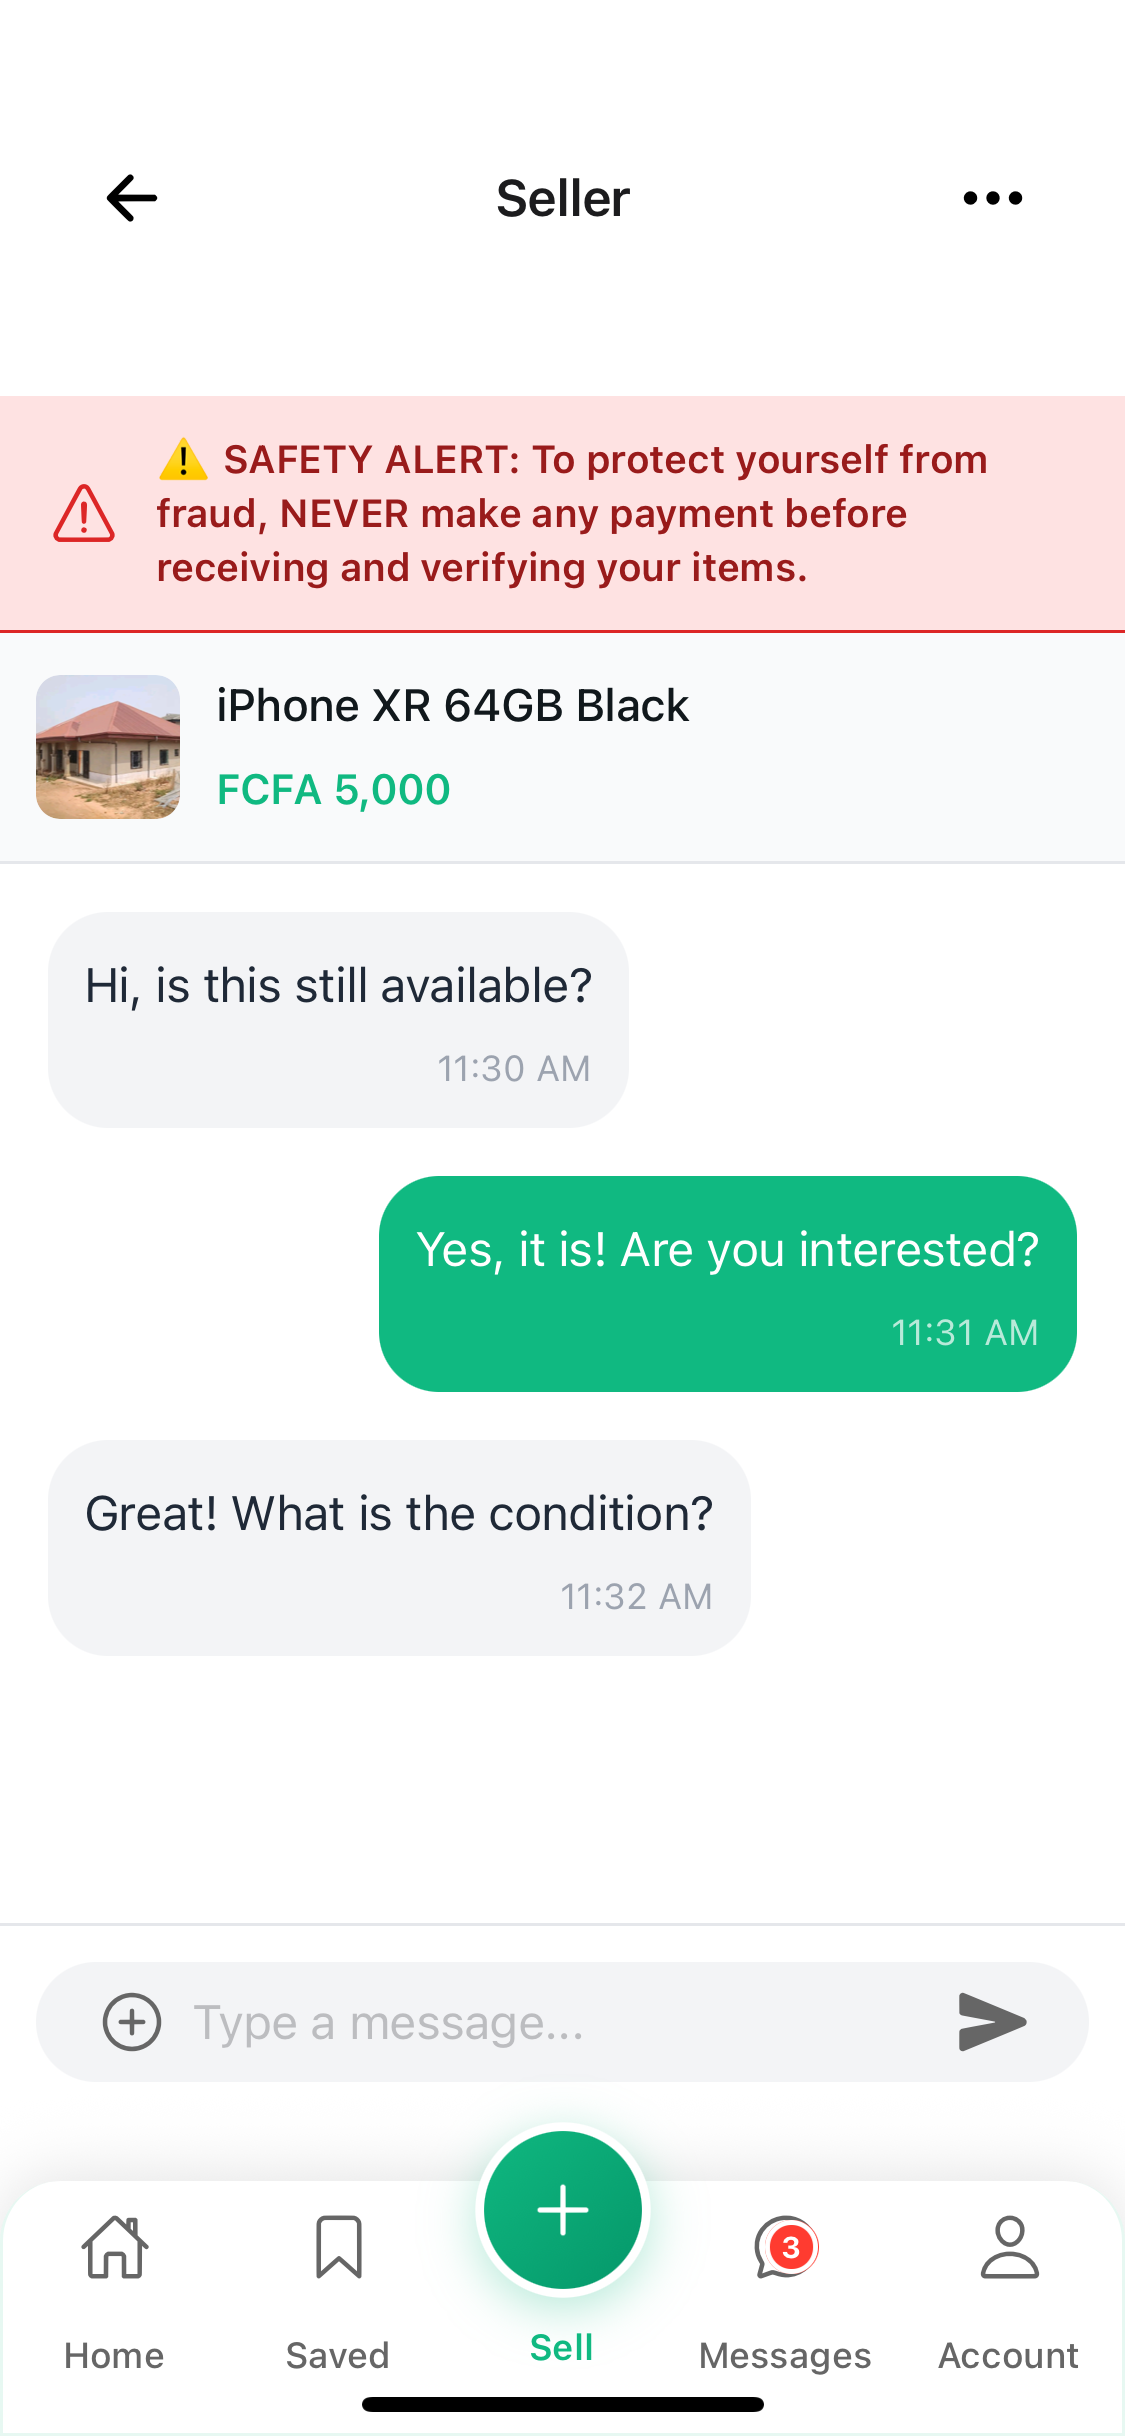 Seller
⚠️ SAFETY ALERT: To protect yourself from
fraud, NEVER make any payment before
receiving and verifying your items.
iPhone XR 64GB Black
FCFA 5,000
Hi, is this still available?
11:30 AM
Yes, it is! Are you interested?
11:31 AM
Great! What is the condition?
11:32 AM
Type a message...
3
Home
Saved
Sell
Messages
Account